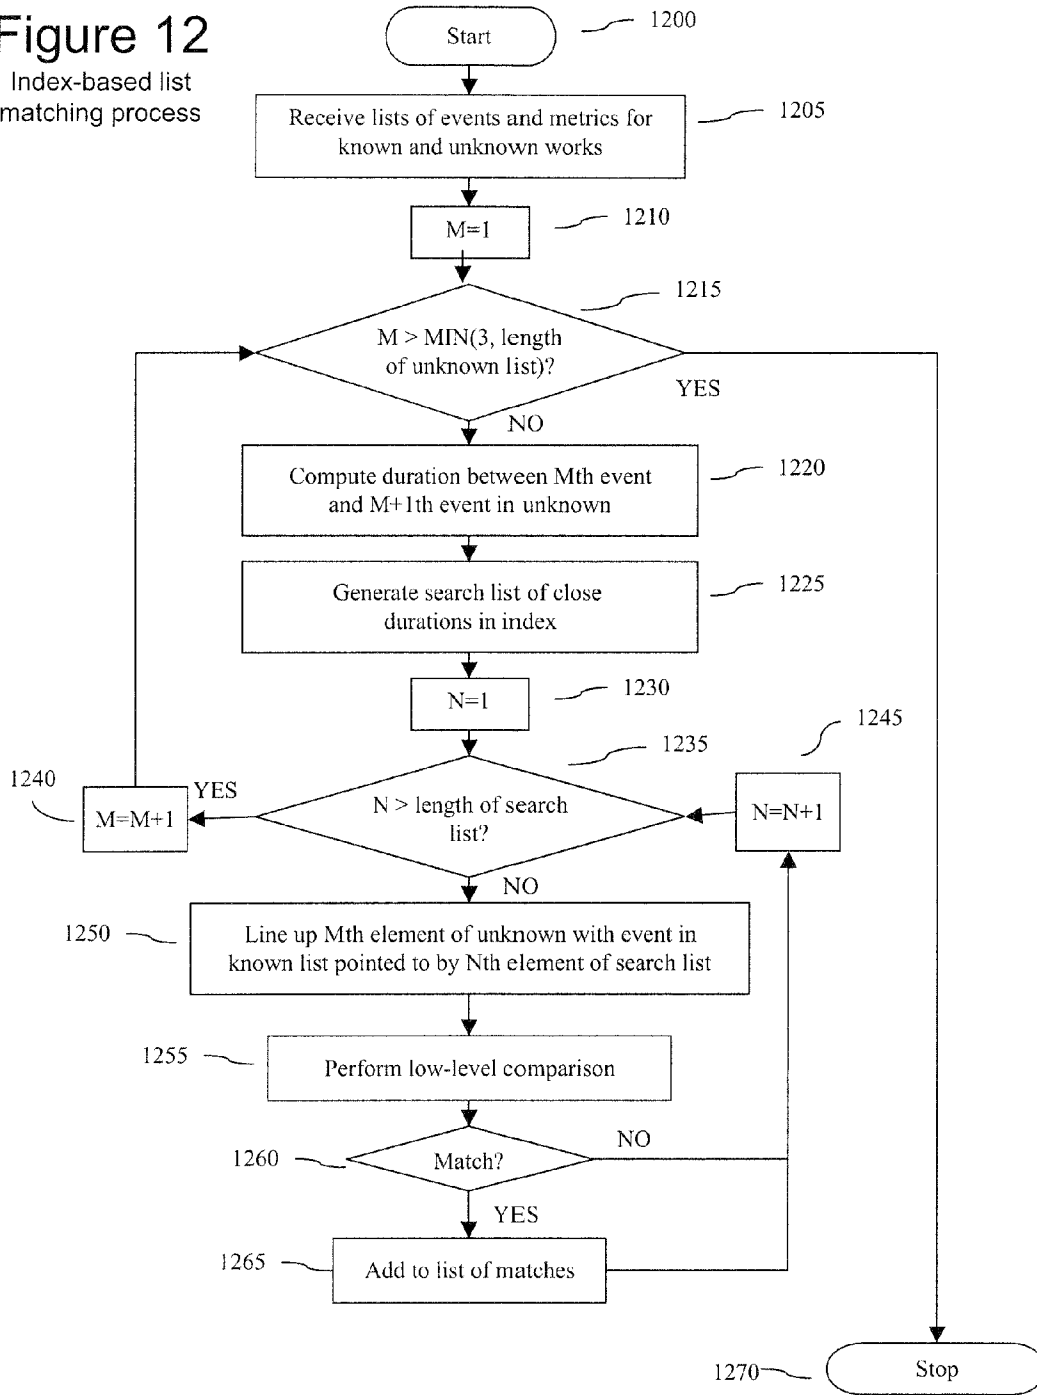 Figure 12
Index-based list
matching process
Start
1200
Receive lists of events and metrics for
known and unknown works
1205
M=1
1210
1215
M > MIN(3, length
of unknown list)?
YES
NO
Compute duration between Mth event
and M+1th event in unknown
1220
Generate search list of close
durations in index
1225
N=1
1230
1235
1245
1240
YES
M=M+1
N > length of search
list?
N=N+1
NO
1250
Line up Mth element of unknown with event in
known list pointed to by Nth element of search list
1255
Perform low-level comparison
1260
Match?
NO
YES
1265
Add to list of matches
1270
Stop